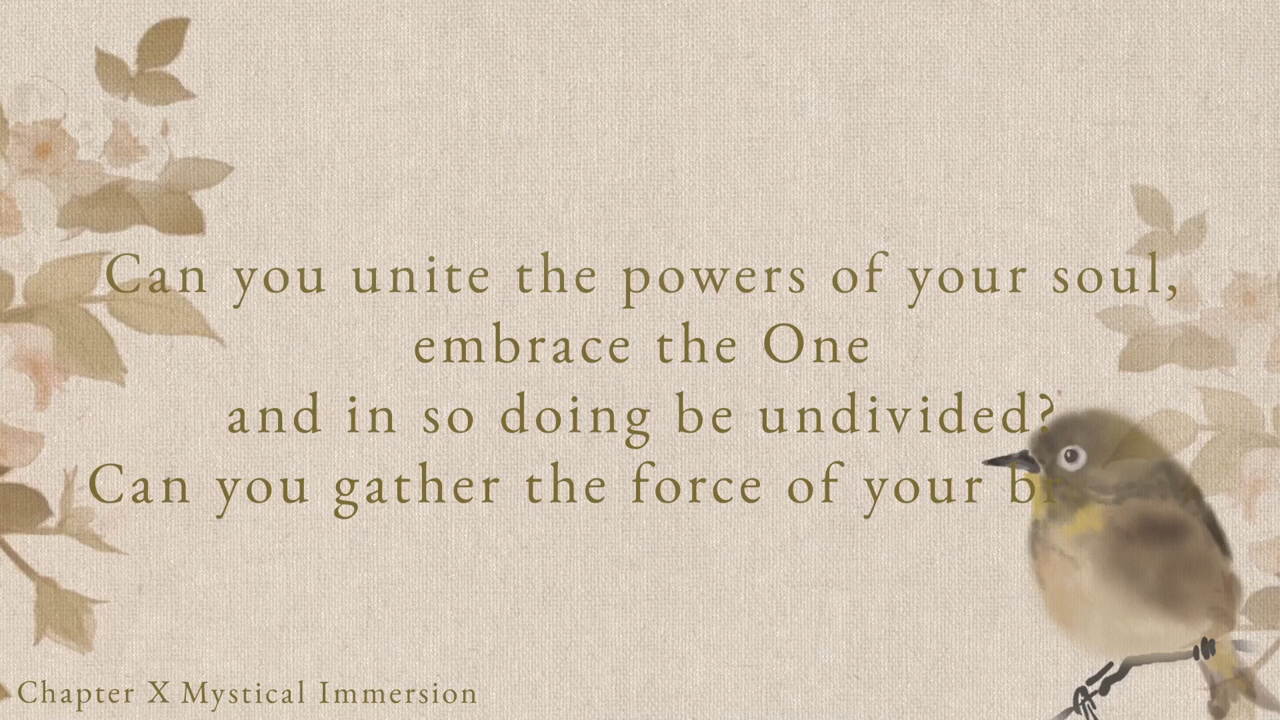 Can you unite the powers of your soul,
embrace the One
and in so doing be undivided?
Can you gather the force of your
Chapter X Mystical Immersion